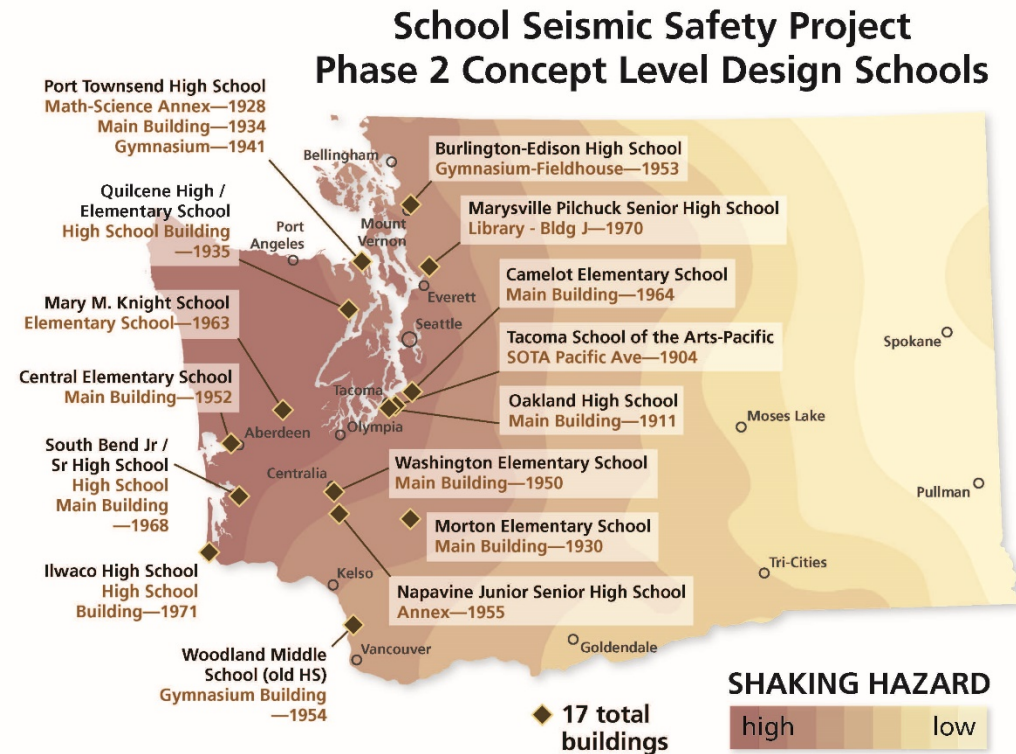 School Seismic Safety Project
Phase 2 Concept Level Design Schools
Port Townsend High School
Math-Science Annex—1928
Main Building—1934
Gymnasium—1941
Quilcene High /
Elementary School
High School Building
—1935
Mary M. Knight School
Elementary School—1963
Central Elementary School
Main Building—1952
South Bend Jr /
Sr High School
High School
Main Building
—1968
Ilwaco High School
High School
Building—1971
Woodland Middle
School (old HS)
Gymnasium Building
—1954
Burlington-Edison High School
Gymnasium-Fieldhouse—1953
Marysville Pilchuck Senior High School
Library - Bldg J—1970
Camelot Elementary School
Main Building—1964
Tacoma School of the Arts-Pacific
SOTA Pacific Ave—1904
Oakland High School
Main Building—1911
Washington Elementary School
Main Building—1950
Morton Elementary School
Main Building—1930
Napavine Junior Senior High School
Annex—1955
Bellingham
Mount
Vernon
Port
Angeles
Everett
Seattle
Tacoma
Olympia
Aberdeen
Centralia
Kelso
Vancouver
Goldendale
Tri-Cities
Pullman
Moses Lake
Spokane
17 total
buildings
SHAKING HAZARD
high
low